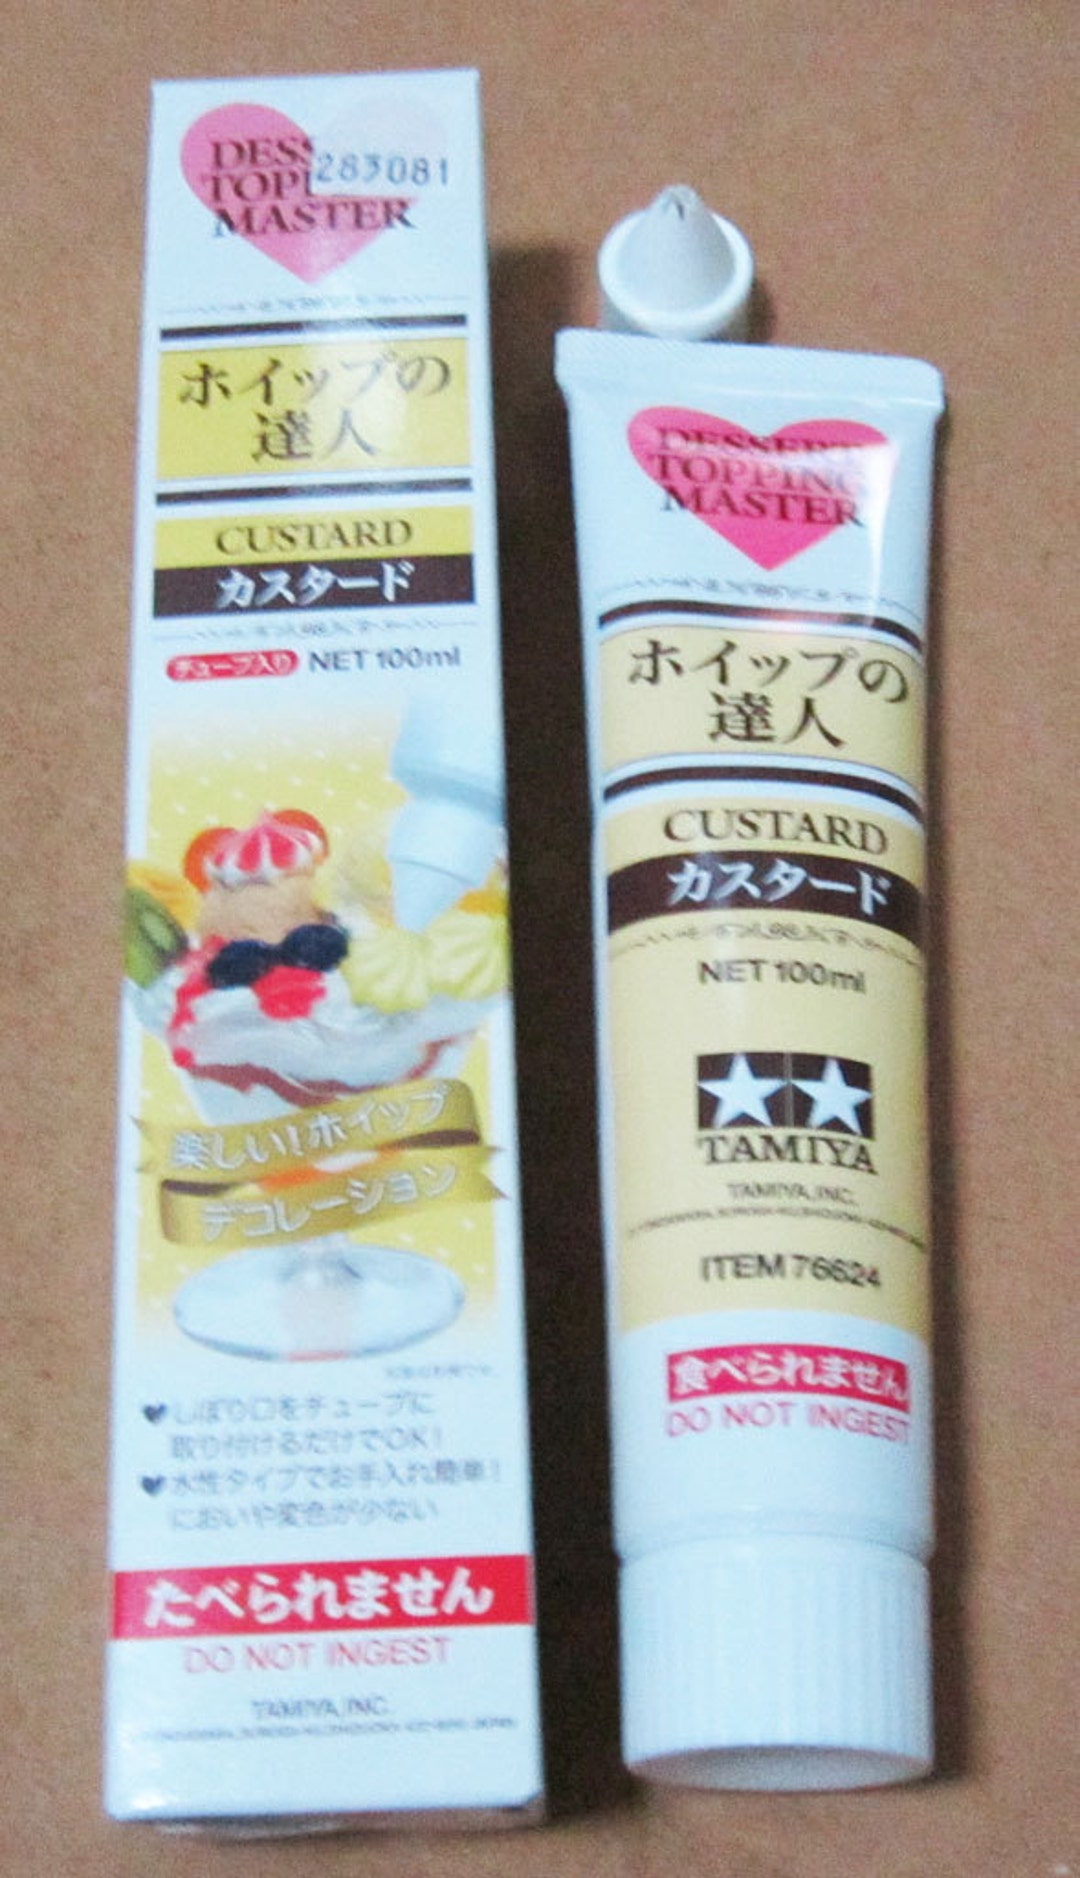 DESS
283081
TOP
MASTER
ホイップの
達人
CUSTARD
カスタード
チューブ入り NET 100ml
楽しい!ホイップ
デコレーション
♥しぼり口をチューブに
取り付けるだけでOK!
♥水性タイプでお手入れ簡単!
においや変色が少ない
たべられません
DO NOT INGEST
TAMIYA, INC.
DESSERT
TOPPING
MASTER
ホイップの
達人
CUSTARD
カスタード
NET 100ml
TAMIYA
TAMIYA, INC.
ITEM 76624
食べられません
DO NOT INGEST